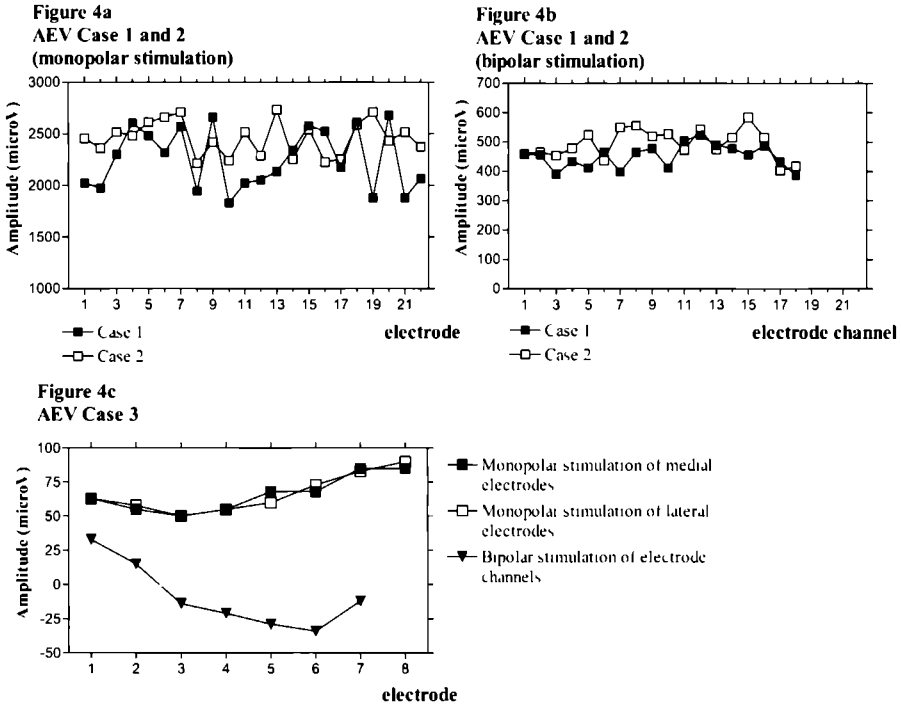 Figure 4a
AEV Case 1 and 2
(monopolar stimulation)
Amplitude (microV)
3000
2500
2000
1500
1000
1 3 5 7 9 11 13 15 17 19 21
electrode
Case 1
Case 2
Figure 4b
AEV Case 1 and 2
(bipolar stimulation)
Amplitude (microV)
700
600
500
400
300
200
100
0
1 3 5 7 9 11 13 15 17 19 21
electrode channel
Case 1
Case 2
Figure 4c
AEV Case 3
Amplitude (microV)
100
75
50
25
0
-25
-50
1 2 3 4 5 6 7 8
electrode
Monopolar stimulation of medial
electrodes
Monopolar stimulation of lateral
electrodes
Bipolar stimulation of electrode
channels